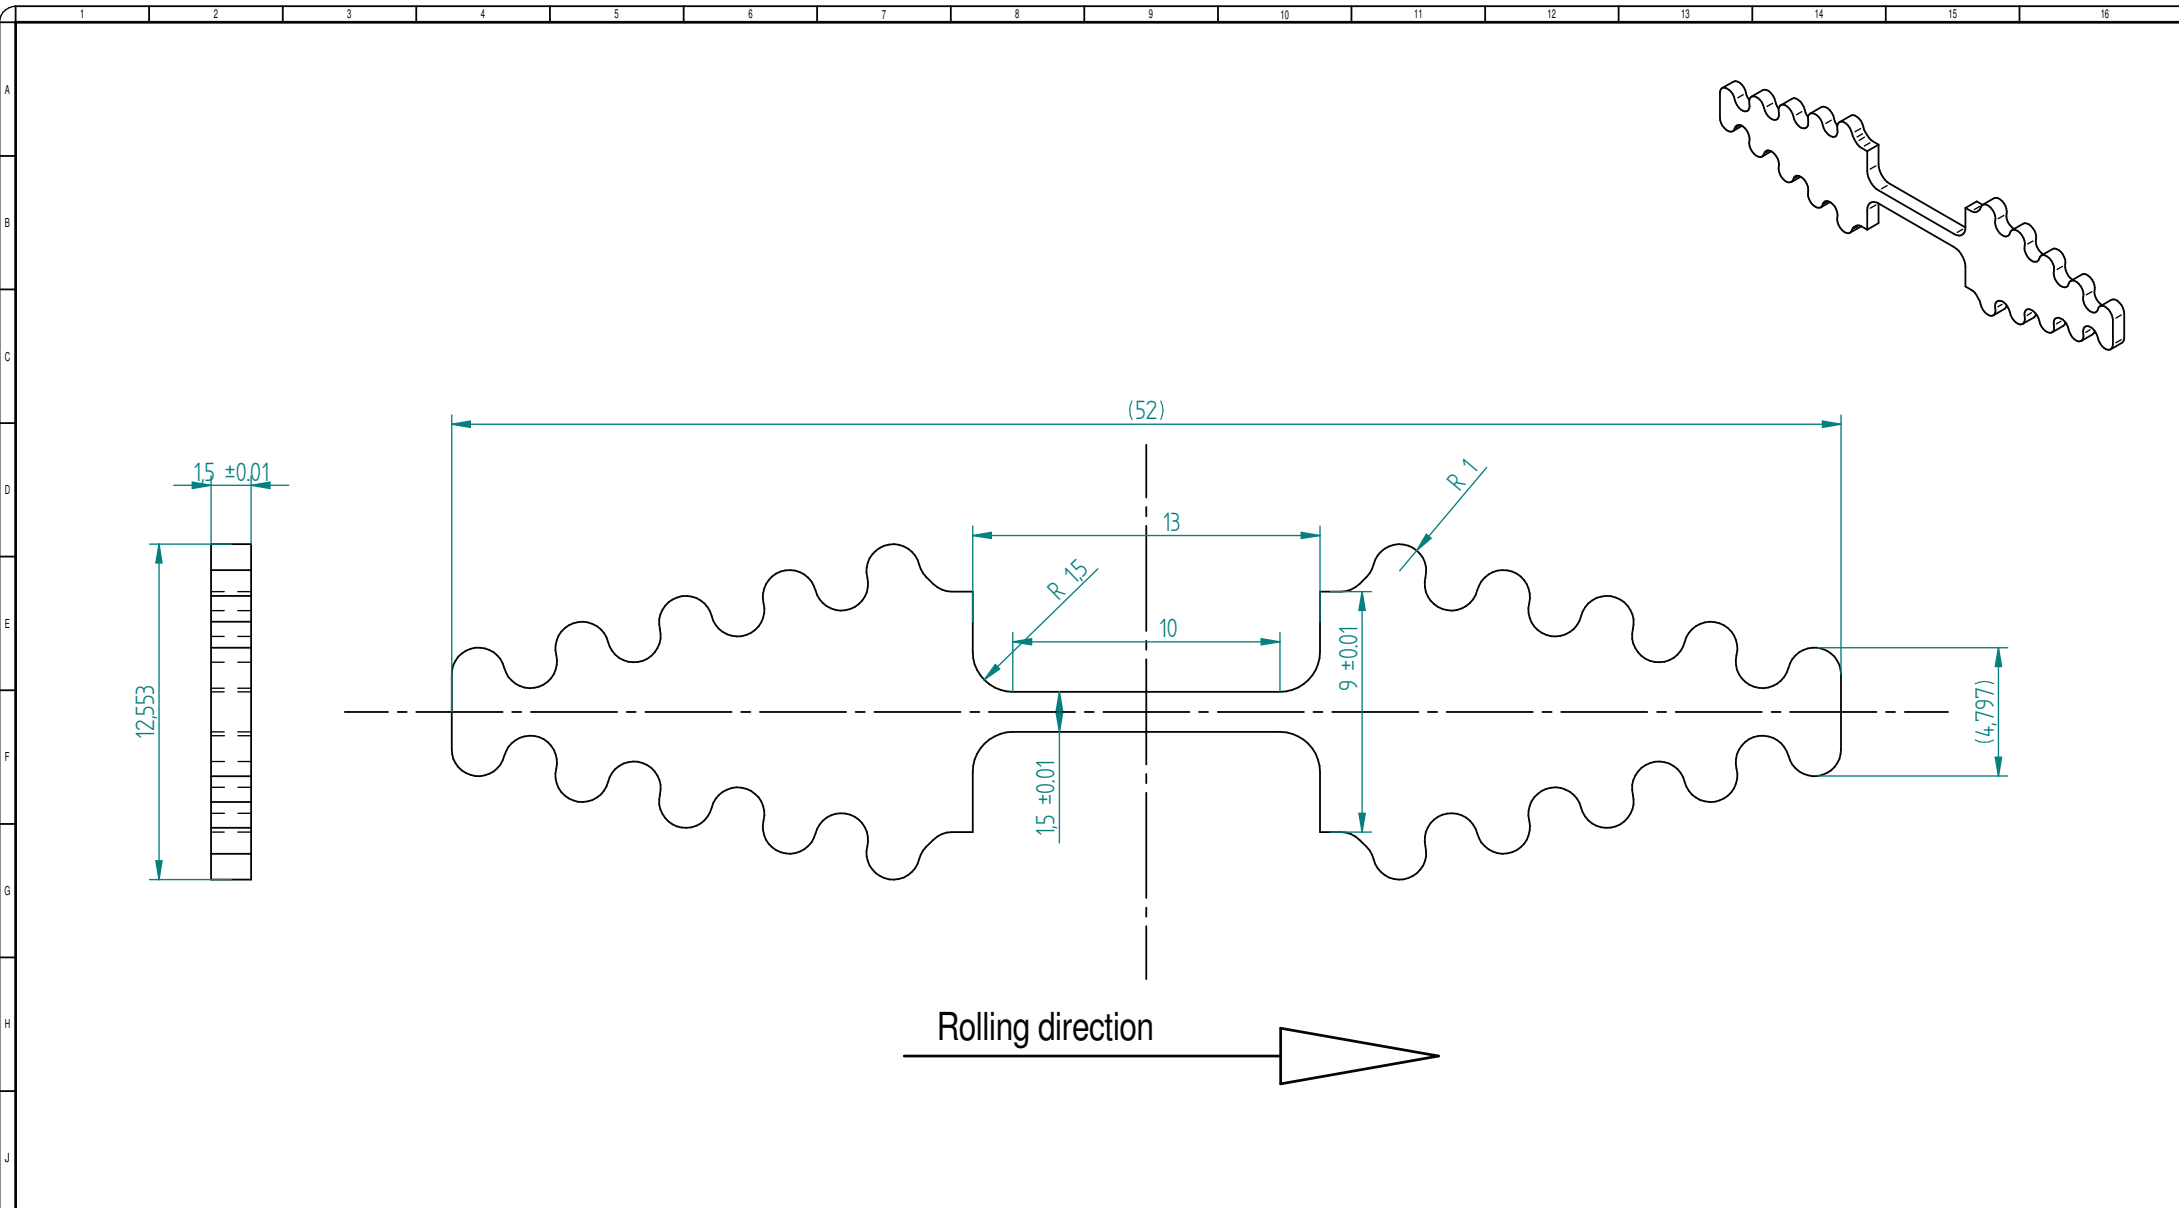 1 2 3 4 5 6 7 8 9 10 11 12 13 14 15 16
A
B
C
D
E
F
G
H
J
(52)
1,5 ±0.01
R 1
13
R 1,5
10
9 ±0.01
12,553
(4,797)
1,5 ±0.01
Rolling direction